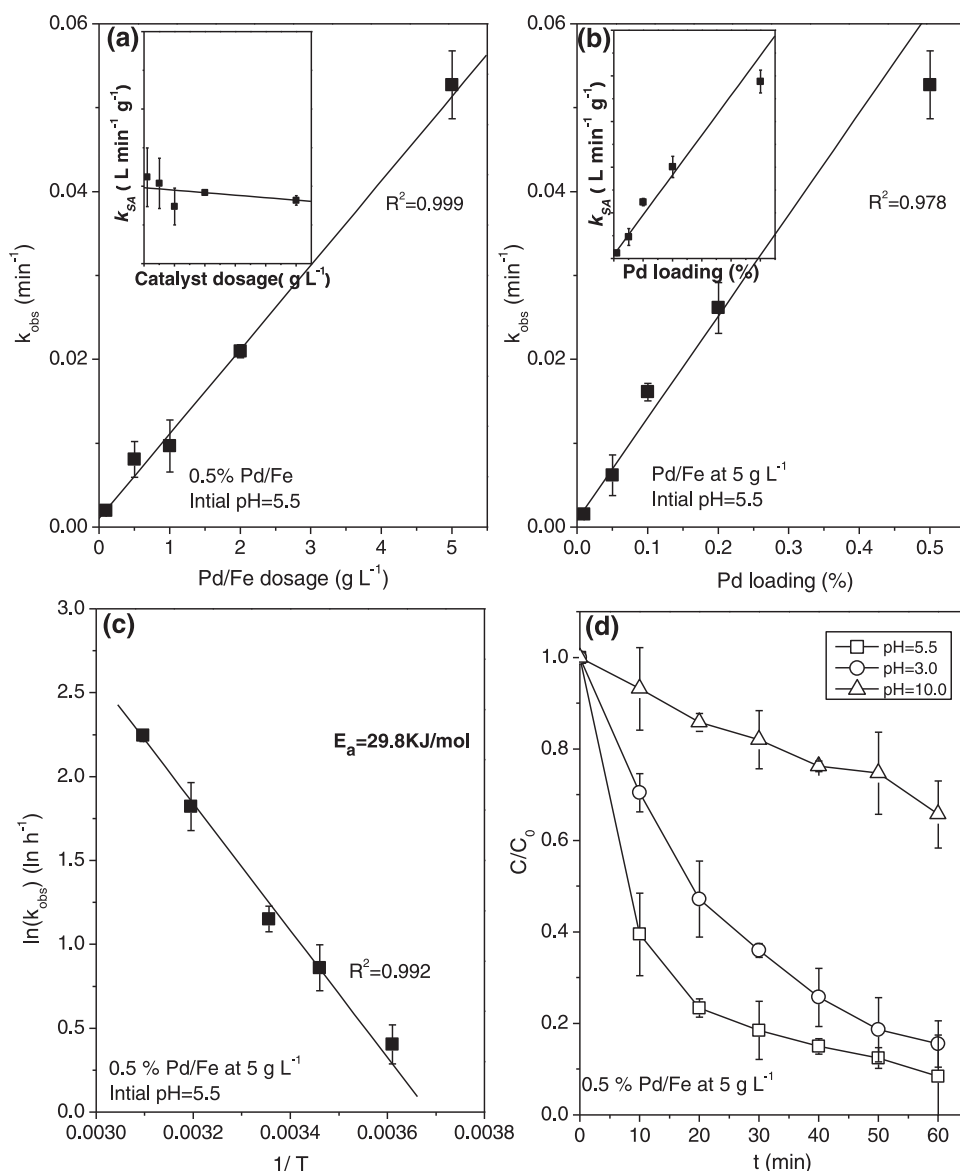 (a)
0.06
0.04
0.02
0.00
k_obs (min⁻¹)
k_SA ( L min⁻¹ g⁻¹)
Catalyst dosage( g L⁻¹)
R²=0.999
0.5% Pd/Fe
Intial pH=5.5
0 1 2 3 4 5
Pd/Fe dosage (g L⁻¹)
(b)
0.06
0.04
0.02
0.00
k_obs (min⁻¹)
k_SA ( L min⁻¹ g⁻¹)
Pd loading (%)
R²=0.978
Pd/Fe at 5 g L⁻¹
Intial pH=5.5
0.0 0.1 0.2 0.3 0.4 0.5
Pd loading (%)
(c)
3.0
2.5
2.0
1.5
1.0
0.5
0.0
ln(k_obs) (ln h⁻¹)
E_a=29.8KJ/mol
R²=0.992
0.5 % Pd/Fe at 5 g L⁻¹
Intial pH=5.5
0.0030 0.0032 0.0034 0.0036 0.0038
1/ T
(d)
pH=5.5
pH=3.0
pH=10.0
1.0
0.8
0.6
0.4
0.2
0.0
C/C₀
0.5 % Pd/Fe at 5 g L⁻¹
0 10 20 30 40 50 60
t (min)